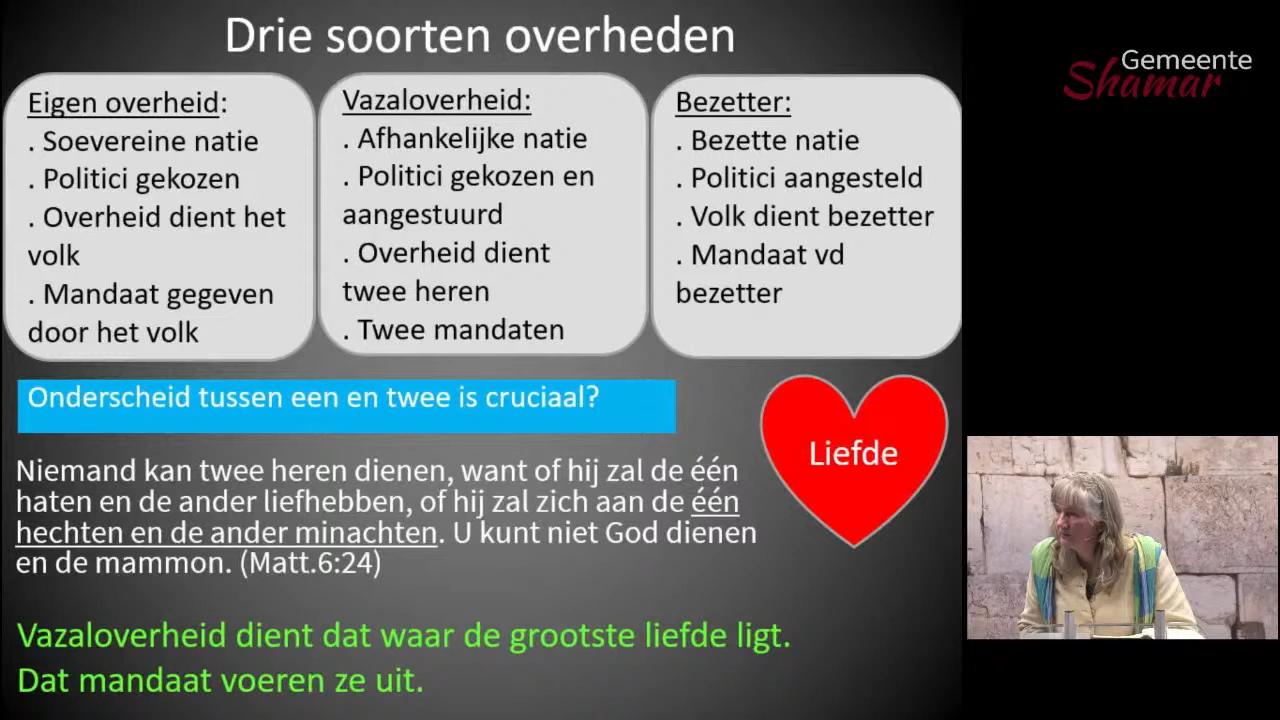 Drie soorten overheden
Eigen overheid:
. Soevereine natie
. Politici gekozen
. Overheid dient het
volk
. Mandaat gegeven
door het volk
Vazaloverheid:
. Afhankelijke natie
. Politici gekozen en
aangestuurd
. Overheid dient
twee heren
. Twee mandaten
Bezetter:
. Bezette natie
. Politici aangesteld
. Volk dient bezetter
. Mandaat vd
bezetter
Onderscheid tussen een en twee is cruciaal?
Liefde
Niemand kan twee heren dienen, want of hij zal de één
haten en de ander liefhebben, of hij zal zich aan de één
hechten en de ander minachten. U kunt niet God dienen
en de mammon. (Matt.6:24)
Vazaloverheid dient dat waar de grootste liefde ligt.
Dat mandaat voeren ze uit.
Gemeente
Shamar